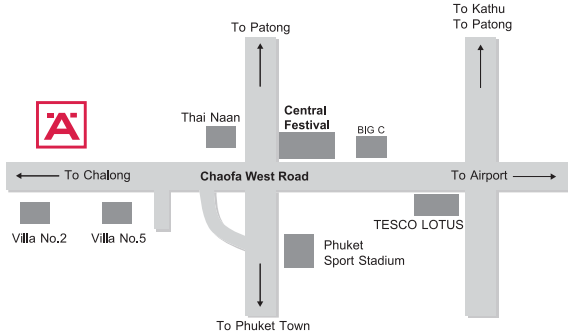 To Patong
To Kathu
To Patong
Ä
Thai Naan
Central
Festival
BIG C
To Chalong
Chaofa West Road
To Airport
Villa No.2
Villa No.5
TESCO LOTUS
Phuket
Sport Stadium
To Phuket Town